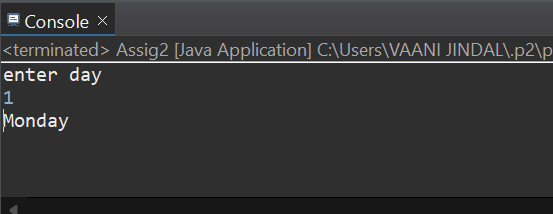 Console
<terminated> Assig2 [Java Application] C:\Users\VAANI JINDAL\.p2\p
enter day
1
Monday